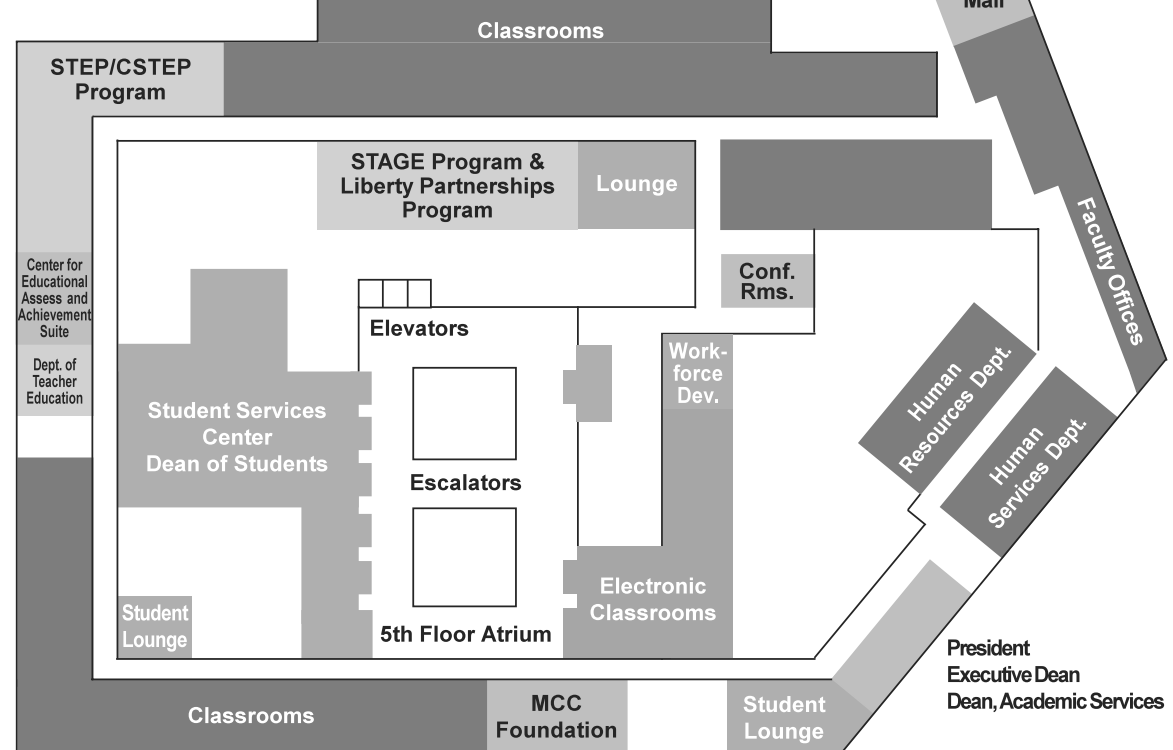 Mail
Classrooms
STEP/CSTEP
Program
STAGE Program &
Liberty Partnerships
Program
Lounge
Faculty Offices
Center for
Educational
Assess and
Achievement
Suite
Conf.
Rms.
Elevators
Dept. of
Teacher
Education
Work-
force
Dev.
Human
Resources Dept.
Student Services
Center
Dean of Students
Human
Services Dept.
Escalators
Electronic
Classrooms
Student
Lounge
5th Floor Atrium
President
Executive Dean
Dean, Academic Services
Classrooms
MCC
Foundation
Student
Lounge